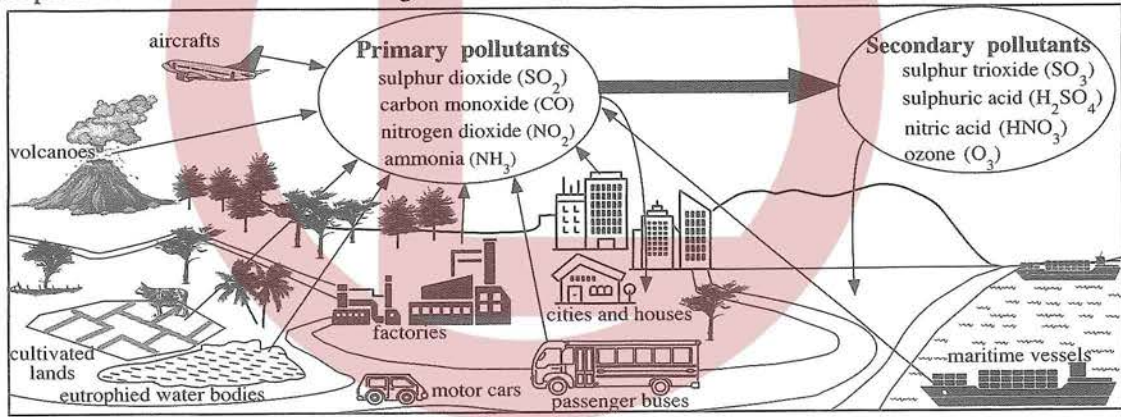 aircrafts
Primary pollutants
sulphur dioxide (SO₂)
carbon monoxide (CO)
nitrogen dioxide (NO₂)
ammonia (NH₃)
Secondary pollutants
sulphur trioxide (SO₃)
sulphuric acid (H₂SO₄)
nitric acid (HNO₃)
ozone (O₃)
volcanoes
factories
cities and houses
cultivated
lands
eutrophied water bodies
motor cars
passenger buses
maritime vessels